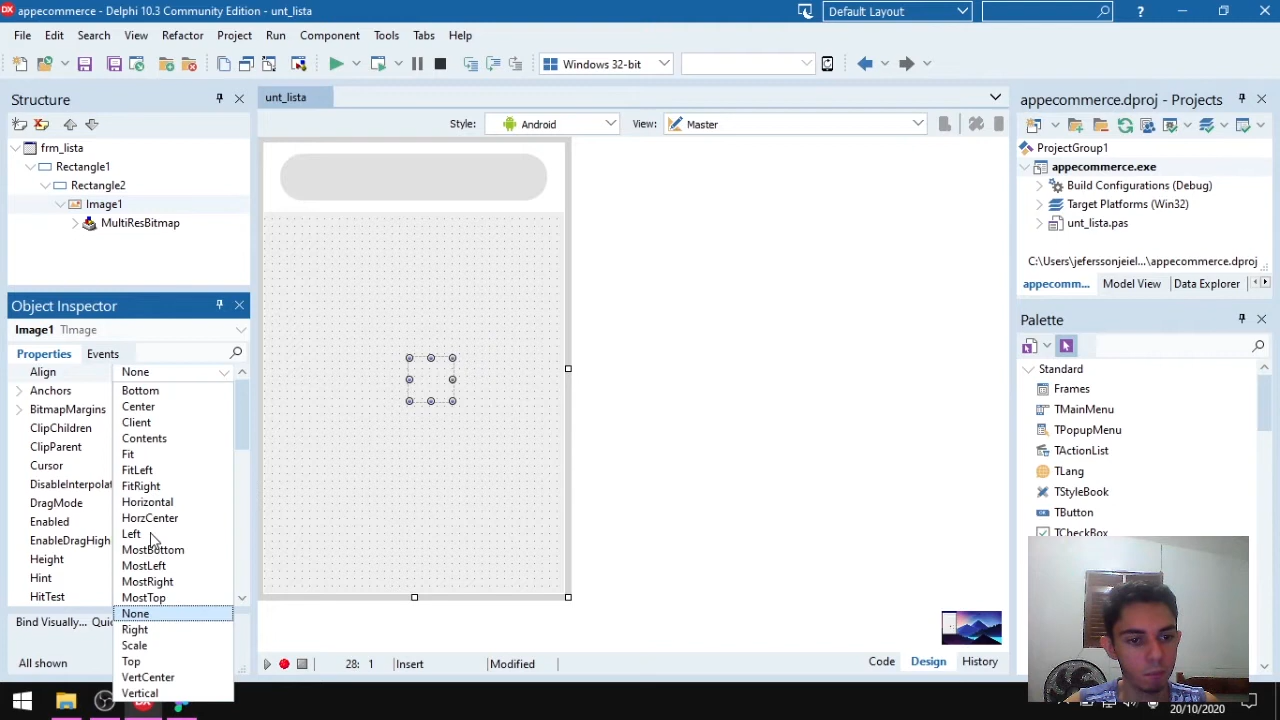 appecommerce - Delphi 10.3 Community Edition - unt_lista
Default Layout
File Edit Search View Refactor Project Run Component Tools Tabs Help
Windows 32-bit
Structure
frm_lista
Rectangle1
Rectangle2
Image1
MultiResBitmap
Object Inspector
Image1 TImage
Properties Events
Align None
Anchors
BitmapMargins
ClipChildren
ClipParent
Cursor
DisableInterpolat
DragMode
Enabled
EnableDragHigh
Height
Hint
HitTest
Bottom
Center
Client
Contents
Fit
FitLeft
FitRight
Horizontal
HorzCenter
Left
MostBottom
MostLeft
MostRight
MostTop
None
Right
Scale
Top
VertCenter
Vertical
Bind Visually... Quic
All shown
unt_lista
Style: Android View: Master
28: 1 Insert Modified
Code Design History
appecommerce.dproj - Projects
ProjectGroup1
appecommerce.exe
Build Configurations (Debug)
Target Platforms (Win32)
unt_lista.pas
C:\Users\jeferssonjeiel...\appecommerce.dproj
appecomm... Model View Data Explorer
Palette
Standard
Frames
TMainMenu
TPopupMenu
TActionList
TLang
TStyleBook
TButton
TCheckBox
20/10/2020